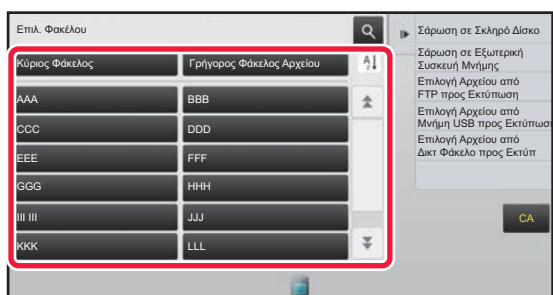 Επιλ. Φακέλου
Κύριος Φάκελος
Γρήγορος Φάκελος Αρχείου
AAA
BBB
CCC
DDD
EEE
FFF
GGG
HHH
III III
JJJ
KKK
LLL
Σάρωση σε Σκληρό Δίσκο
Σάρωση σε Εξωτερική
Συσκευή Μνήμης
Επιλογή Αρχείου από
FTP προς Εκτύπωση
Επιλογή Αρχείου από
Μνήμη USB προς Εκτύπωση
Επιλογή Αρχείου από
Δικτ Φάκελο προς Εκτύπ
CA